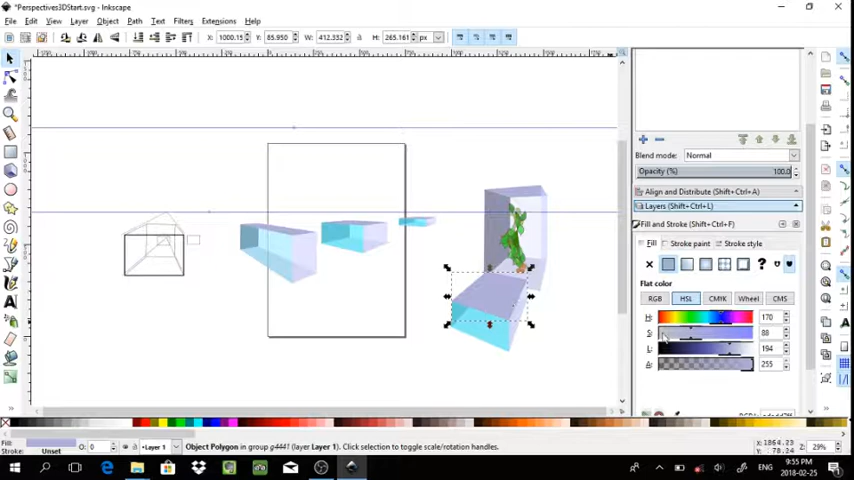 *Perspectives3DStart.svg - Inkscape
File Edit View Layer Object Path Text Filters Extensions Help
X: 1000.15 Y: 85.950 W: 412.332 H: 265.161 px
Blend mode: Normal
Opacity (%) 100.0
Align and Distribute (Shift+Ctrl+A)
Layers (Shift+Ctrl+L)
Fill and Stroke (Shift+Ctrl+F)
Fill Stroke paint Stroke style
Flat color
RGB HSL CMYK Wheel CMS
H: 170
S: 88
L: 194
A: 255
Fill:
Stroke: Unset
O: 0
Layer 1
Object Polygon in group g4441 (layer Layer 1). Click selection to toggle scale/rotation handles.
X: 1864.23
Y: 78.24
Z: 29%
ENG
9:55 PM
2018-02-25